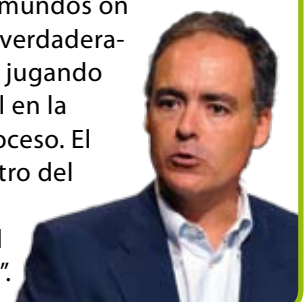 mundos on
verdadera-
jugando
l en la
oceso. El
tro del
l
”.